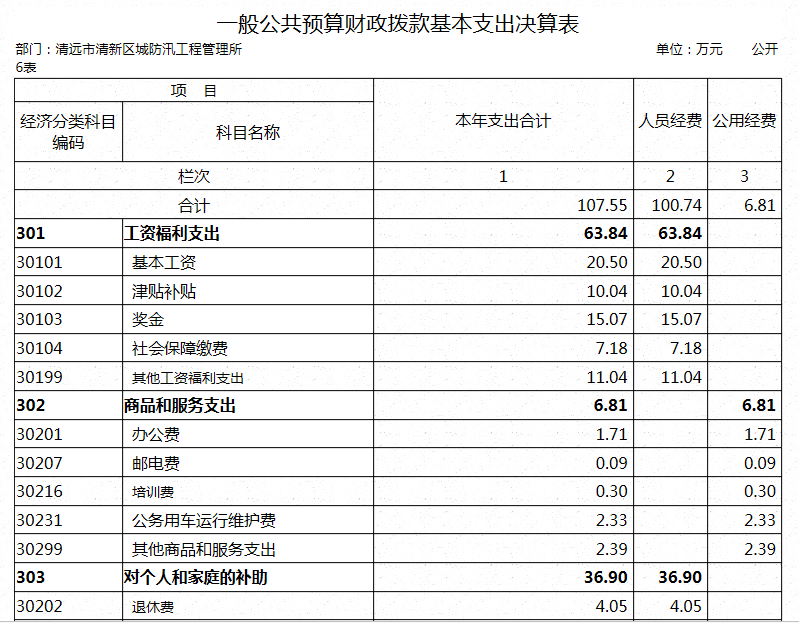 一般公共预算财政拨款基本支出决算表
部门：清远市清新区城防汛工程管理所 单位：万元 公开
6表
项 目
经济分类科目编码 科目名称 本年支出合计 人员经费 公用经费
栏次 1 2 3
合计 107.55 100.74 6.81
301 工资福利支出 63.84 63.84
30101 基本工资 20.50 20.50
30102 津贴补贴 10.04 10.04
30103 奖金 15.07 15.07
30104 社会保障缴费 7.18 7.18
30199 其他工资福利支出 11.04 11.04
302 商品和服务支出 6.81 6.81
30201 办公费 1.71 1.71
30207 邮电费 0.09 0.09
30216 培训费 0.30 0.30
30231 公务用车运行维护费 2.33 2.33
30299 其他商品和服务支出 2.39 2.39
303 对个人和家庭的补助 36.90 36.90
30202 退休费 4.05 4.05